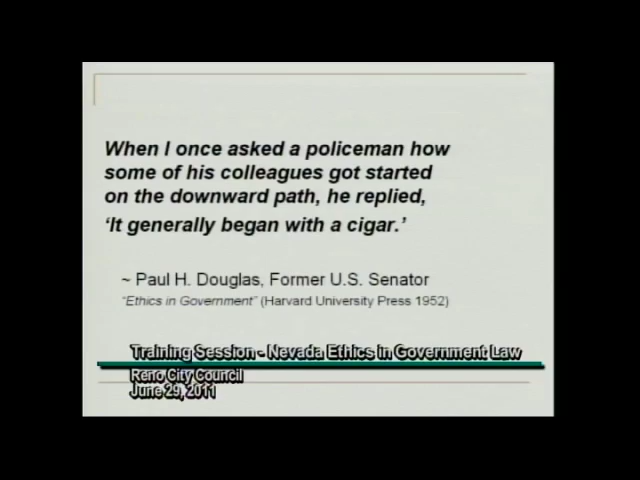 When I once asked a policeman how
some of his colleagues got started
on the downward path, he replied,
‘It generally began with a cigar.’
~ Paul H. Douglas, Former U.S. Senator
“Ethics in Government” (Harvard University Press 1952)
Training Session - Nevada Ethics in Government Law
Reno City Council
June 29, 2011